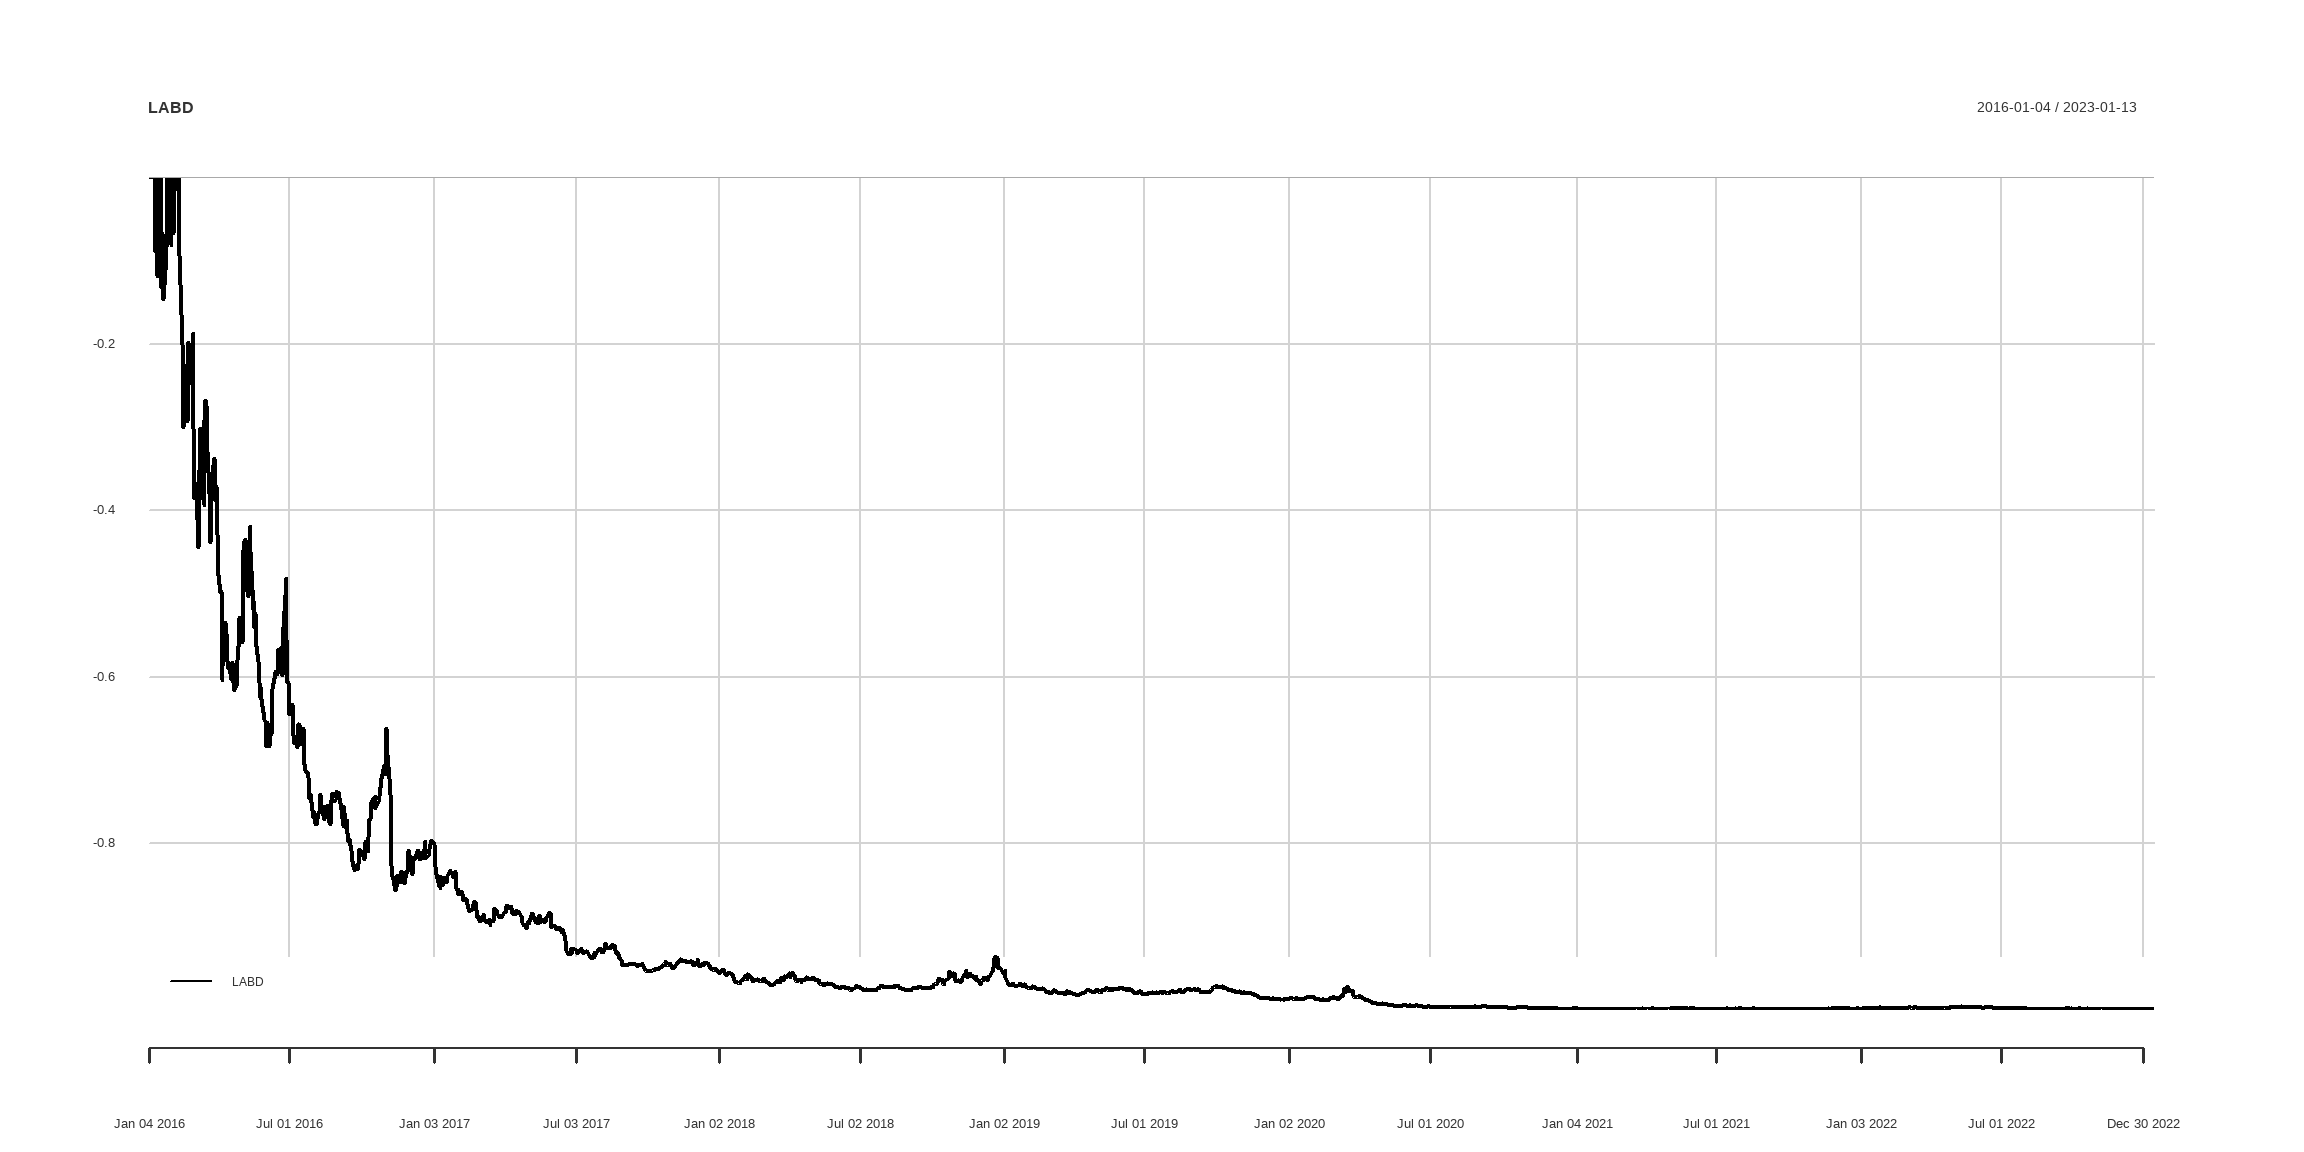 LABD
2016-01-04 / 2023-01-13
-0.2
-0.4
-0.6
-0.8
LABD
Jan 04 2016
Jul 01 2016
Jan 03 2017
Jul 03 2017
Jan 02 2018
Jul 02 2018
Jan 02 2019
Jul 01 2019
Jan 02 2020
Jul 01 2020
Jan 04 2021
Jul 01 2021
Jan 03 2022
Jul 01 2022
Dec 30 2022